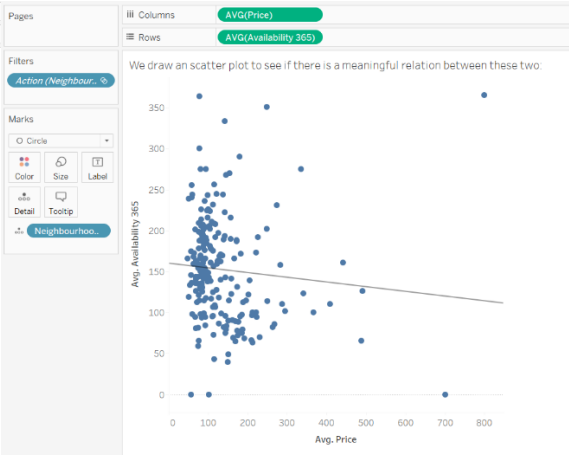 Pages
Columns
AVG(Price)
Rows
AVG(Availability 365)
Filters
Action (Neighbour..
Marks
Circle
Color
Size
Label
Detail
Tooltip
Neighbourhoo..
We draw an scatter plot to see if there is a meaningful relation between these two:
Avg. Availability 365
350
300
250
200
150
100
50
0
0 100 200 300 400 500 600 700 800
Avg. Price